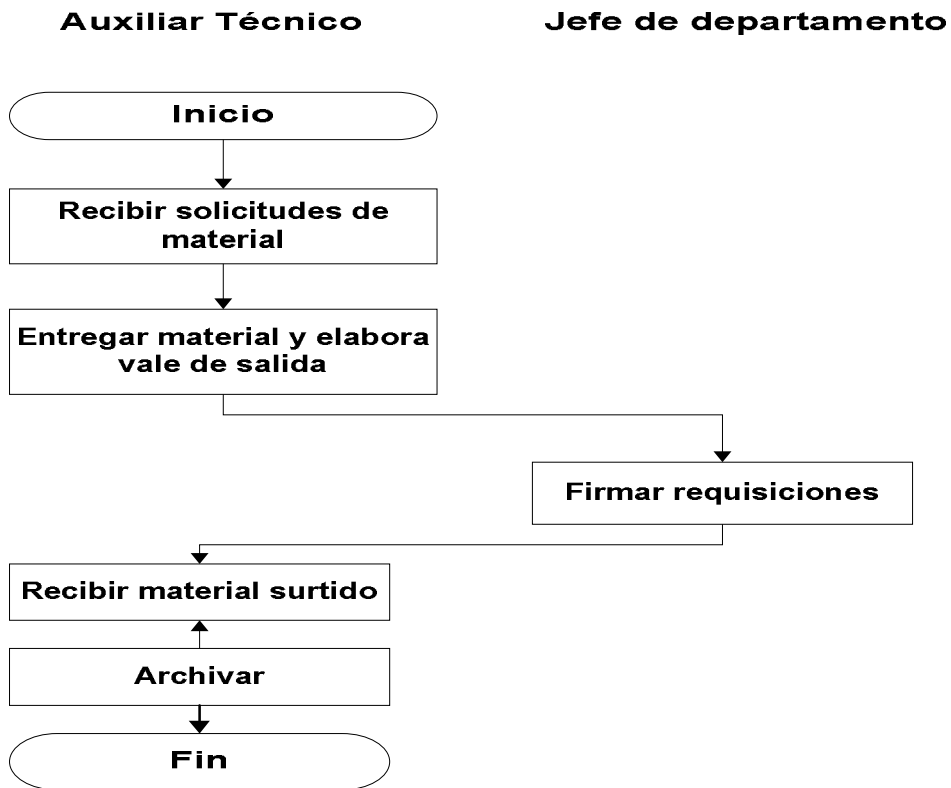 Auxiliar Técnico
Jefe de departamento
Inicio
Recibir solicitudes de
material
Entregar material y elabora
vale de salida
Firmar requisiciones
Recibir material surtido
Archivar
Fin